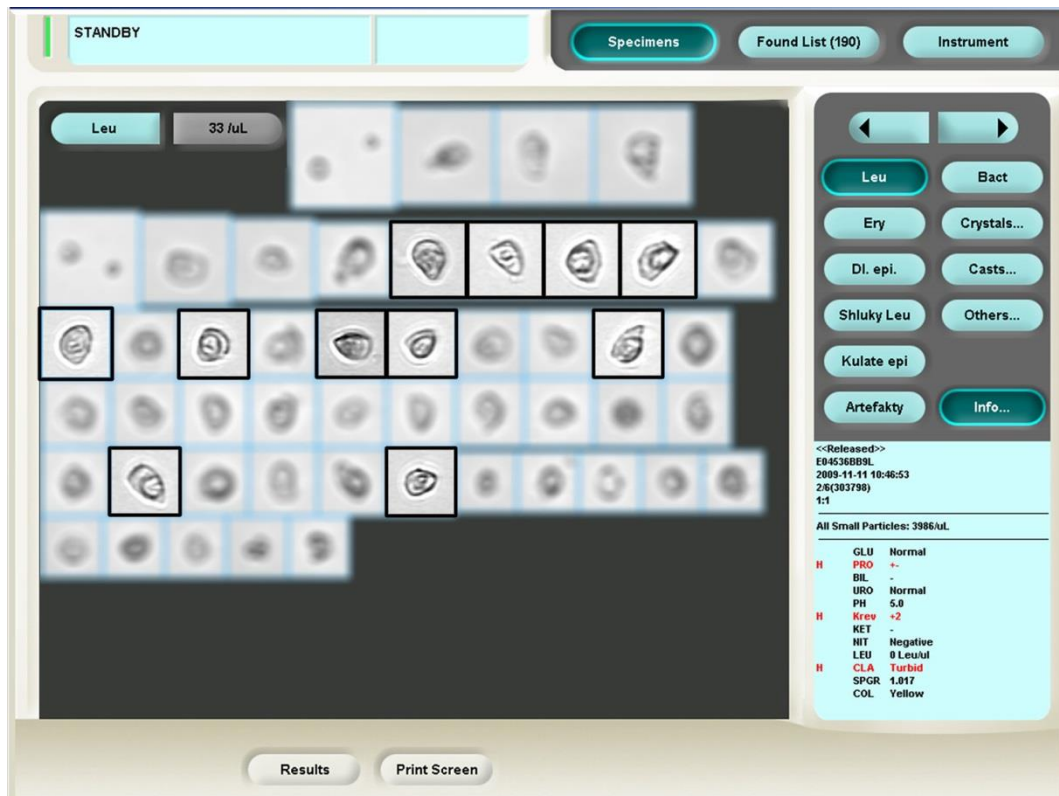 STANDBY
Specimens
Found List (190)
Instrument
Leu
33 /uL
Leu
Bact
Ery
Crystals...
Dl. epi.
Casts...
Shluky Leu
Others...
Kulate epi
Artefakty
Info...
<<Released>>
E04536BB9L
2009-11-11 10:46:53
2/6(303798)
1:1
All Small Particles: 3986/uL
GLU Normal
H PRO +-
BIL -
URO Normal
PH 5.0
H Krev +2
KET -
NIT Negative
LEU 0 Leu/ul
H CLA Turbid
SPGR 1.017
COL Yellow
Results
Print Screen